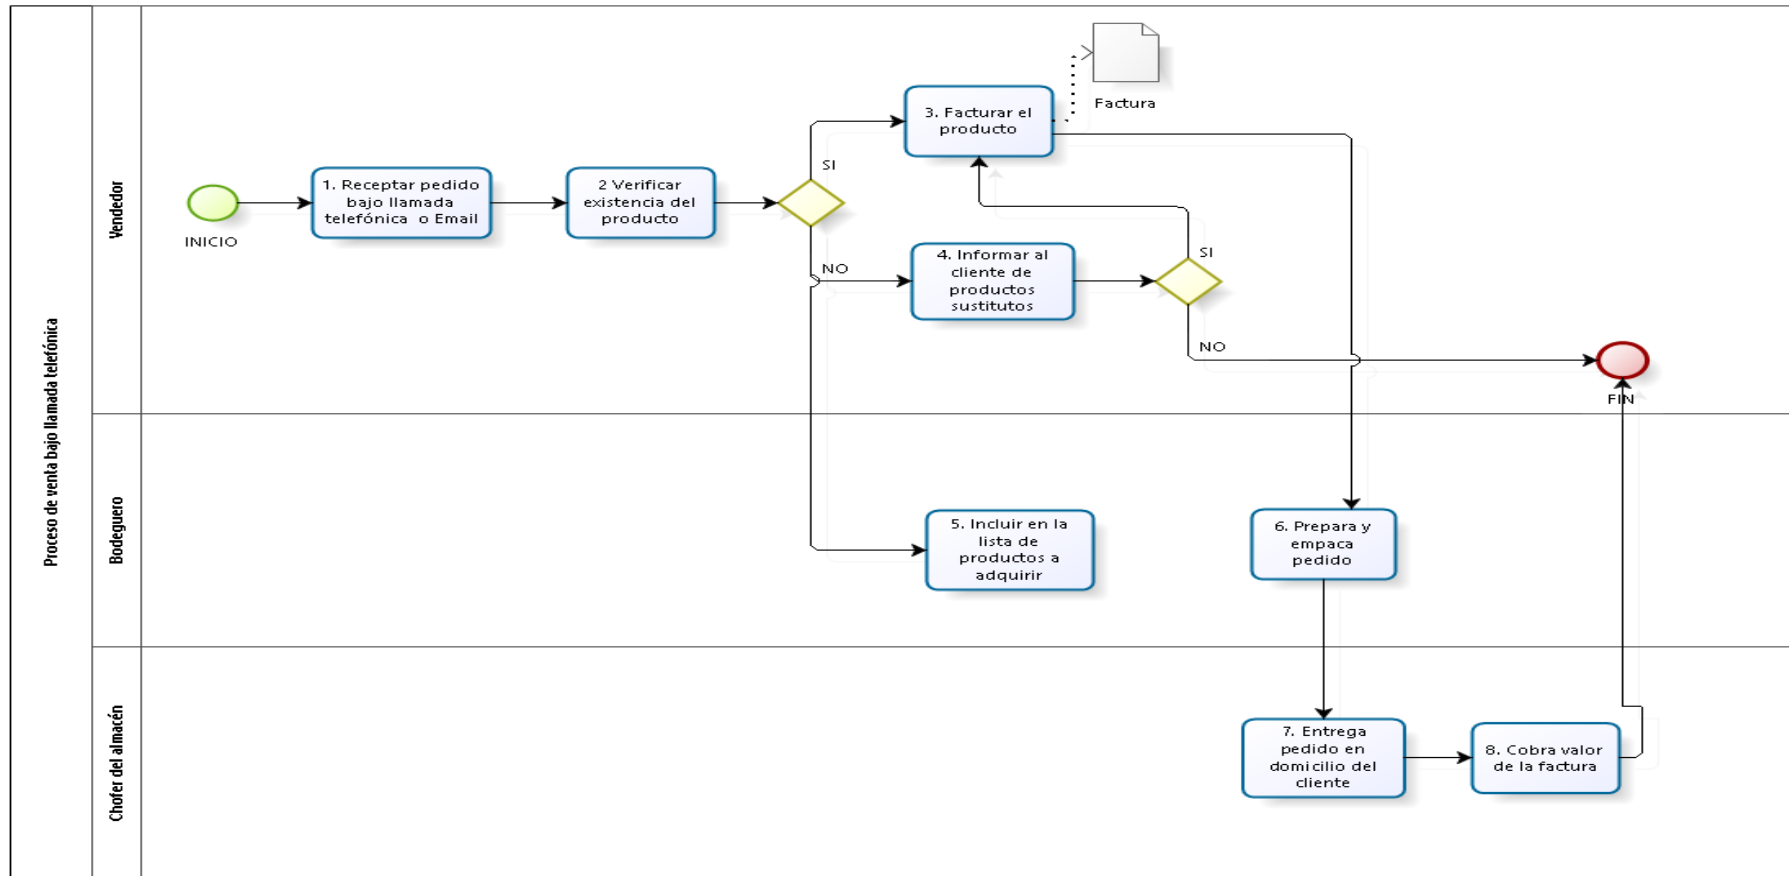 Proceso de venta bajo llamada telefónica
Vendedor
INICIO
1. Receptar pedido
bajo llamada
telefónica o Email
2 Verificar
existencia del
producto
SI
NO
3. Facturar el
producto
Factura
4. Informar al
cliente de
productos
sustitutos
SI
NO
FIN
Bodeguero
5. Incluir en la
lista de
productos a
adquirir
6. Prepara y
empaca
pedido
Chofer del almacén
7. Entrega
pedido en
domicilio del
cliente
8. Cobra valor
de la factura